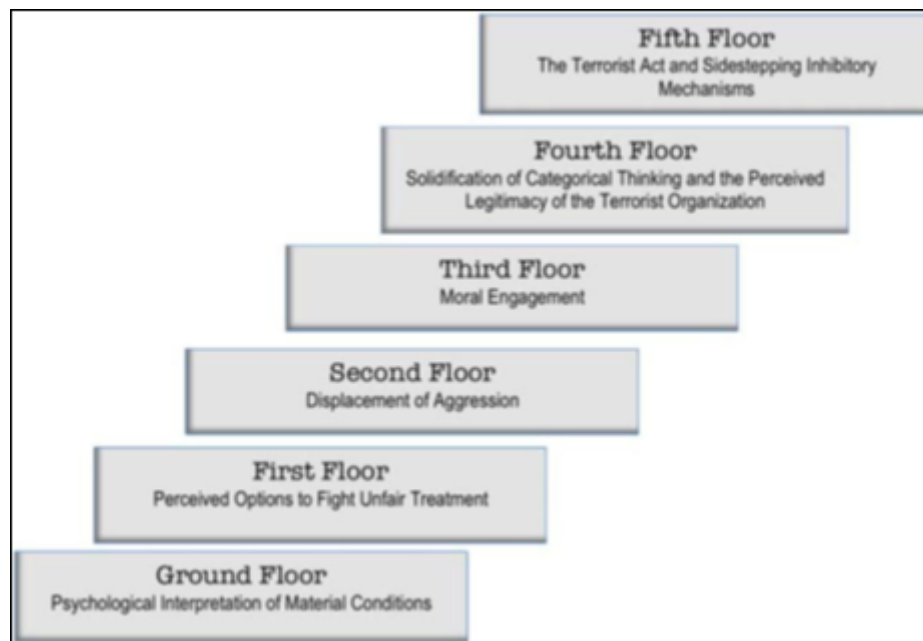 Fifth Floor
The Terrorist Act and Sidestepping Inhibitory
Mechanisms
Fourth Floor
Solidification of Categorical Thinking and the Perceived
Legitimacy of the Terrorist Organization
Third Floor
Moral Engagement
Second Floor
Displacement of Aggression
First Floor
Perceived Options to Fight Unfair Treatment
Ground Floor
Psychological Interpretation of Material Conditions